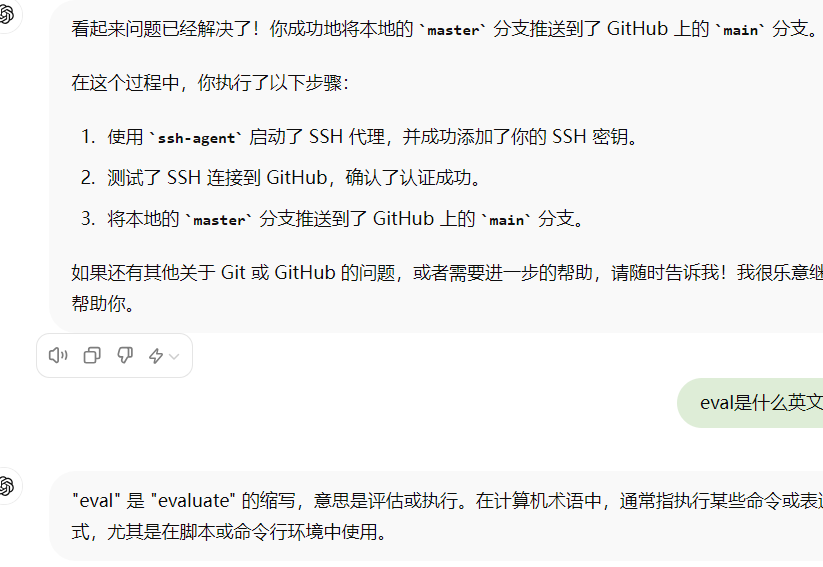 看起来问题已经解决了！你成功地将本地的 `master` 分支推送到了 GitHub 上的 `main` 分支。
在这个过程中，你执行了以下步骤：
1. 使用 `ssh-agent` 启动了 SSH 代理，并成功添加了你的 SSH 密钥。
2. 测试了 SSH 连接到 GitHub，确认了认证成功。
3. 将本地的 `master` 分支推送到了 GitHub 上的 `main` 分支。
如果还有其他关于 Git 或 GitHub 的问题，或者需要进一步的帮助，请随时告诉我！我很乐意继
帮助你。
eval是什么英文
"eval" 是 "evaluate" 的缩写，意思是评估或执行。在计算机术语中，通常指执行某些命令或表达
式，尤其是在脚本或命令行环境中使用。